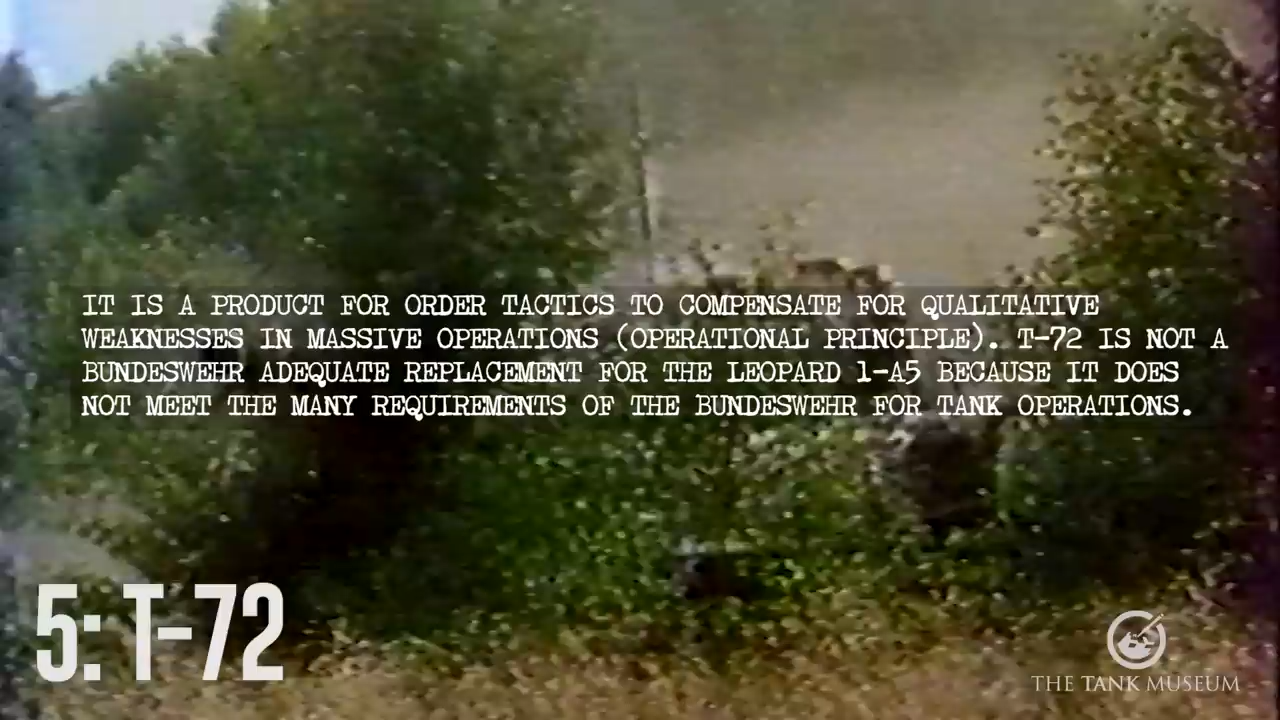 IT IS A PRODUCT FOR ORDER TACTICS TO COMPENSATE FOR QUALITATIVE
WEAKNESSES IN MASSIVE OPERATIONS (OPERATIONAL PRINCIPLE). T-72 IS NOT A
BUNDESWEHR ADEQUATE REPLACEMENT FOR THE LEOPARD 1-A5 BECAUSE IT DOES
NOT MEET THE MANY REQUIREMENTS OF THE BUNDESWEHR FOR TANK OPERATIONS.
5: T-72
THE TANK MUSEUM